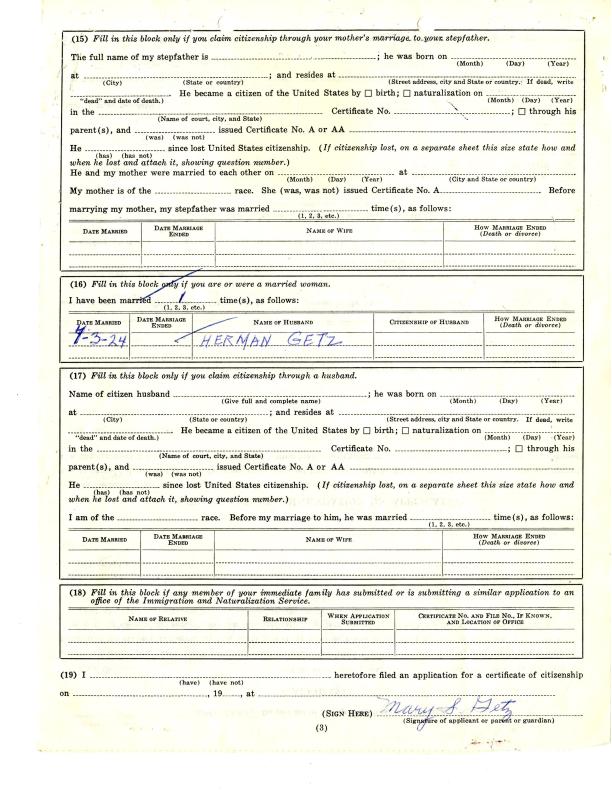 (15) Fill in this block only if you claim citizenship through your mother's marriage to your stepfather.
The full name of my stepfather is ; he was born on
(Month) (Day) (Year)
at ; and resides at
(City) (State or country) (Street address, city and State or country. If dead, write
He became a citizen of the United States by ☐ birth; ☐ naturalization on
"dead" and date of death.) (Month) (Day) (Year)
in the Certificate No. ; ☐ through his
(Name of court, city, and State)
parent(s), and issued Certificate No. A or AA
(was) (was not)
He since lost United States citizenship. (If citizenship lost, on a separate sheet this size state how and
(has) (has not)
when he lost and attach it, showing question number.)
He and my mother were married to each other on at
(Month) (Day) (Year) (City and State or country)
My mother is of the race. She (was, was not) issued Certificate No. A. Before
marrying my mother, my stepfather was married time(s), as follows:
(1, 2, 3, etc.)
DATE MARRIED DATE MARRIAGE ENDED NAME OF WIFE HOW MARRIAGE ENDED (Death or divorce)
(16) Fill in this block only if you are or were a married woman.
I have been married 1 time(s), as follows:
(1, 2, 3, etc.)
DATE MARRIED DATE MARRIAGE ENDED NAME OF HUSBAND CITIZENSHIP OF HUSBAND HOW MARRIAGE ENDED (Death or divorce)
9-3-24 HERMAN GETZ
(17) Fill in this block only if you claim citizenship through a husband.
Name of citizen husband ; he was born on
(Give full and complete name) (Month) (Day) (Year)
at ; and resides at
(City) (State or country) (Street address, city and State or country. If dead, write
He became a citizen of the United States by ☐ birth; ☐ naturalization on
"dead" and date of death.) (Month) (Day) (Year)
in the Certificate No. ; ☐ through his
(Name of court, city, and State)
parent(s), and issued Certificate No. A or AA
(was) (was not)
He since lost United States citizenship. (If citizenship lost, on a separate sheet this size state how and
(has) (has not)
when he lost and attach it, showing question number.)
I am of the race. Before my marriage to him, he was married time(s), as follows:
(1, 2, 3, etc.)
DATE MARRIED DATE MARRIAGE ENDED NAME OF WIFE HOW MARRIAGE ENDED (Death or divorce)
(18) Fill in this block if any member of your immediate family has submitted or is submitting a similar application to an
office of the Immigration and Naturalization Service.
NAME OF RELATIVE RELATIONSHIP WHEN APPLICATION SUBMITTED CERTIFICATE NO. AND FILE NO., IF KNOWN, AND LOCATION OF OFFICE
(19) I heretofore filed an application for a certificate of citizenship
(have) (have not)
on , 19 , at
(SIGN HERE) Mary S. Getz
(Signature of applicant or parent or guardian)
(3)